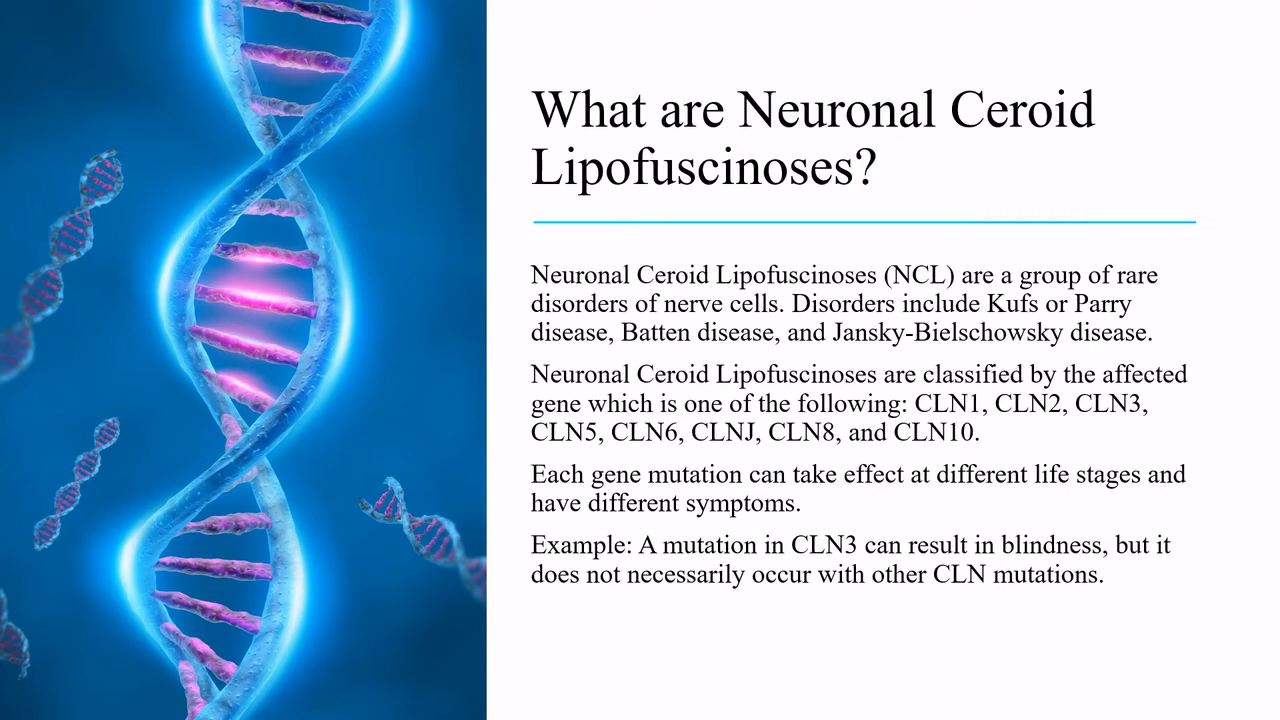 What are Neuronal Ceroid
Lipofuscinoses?
Neuronal Ceroid Lipofuscinoses (NCL) are a group of rare
disorders of nerve cells. Disorders include Kufs or Parry
disease, Batten disease, and Jansky-Bielschowsky disease.
Neuronal Ceroid Lipofuscinoses are classified by the affected
gene which is one of the following: CLN1, CLN2, CLN3,
CLN5, CLN6, CLNJ, CLN8, and CLN10.
Each gene mutation can take effect at different life stages and
have different symptoms.
Example: A mutation in CLN3 can result in blindness, but it
does not necessarily occur with other CLN mutations.